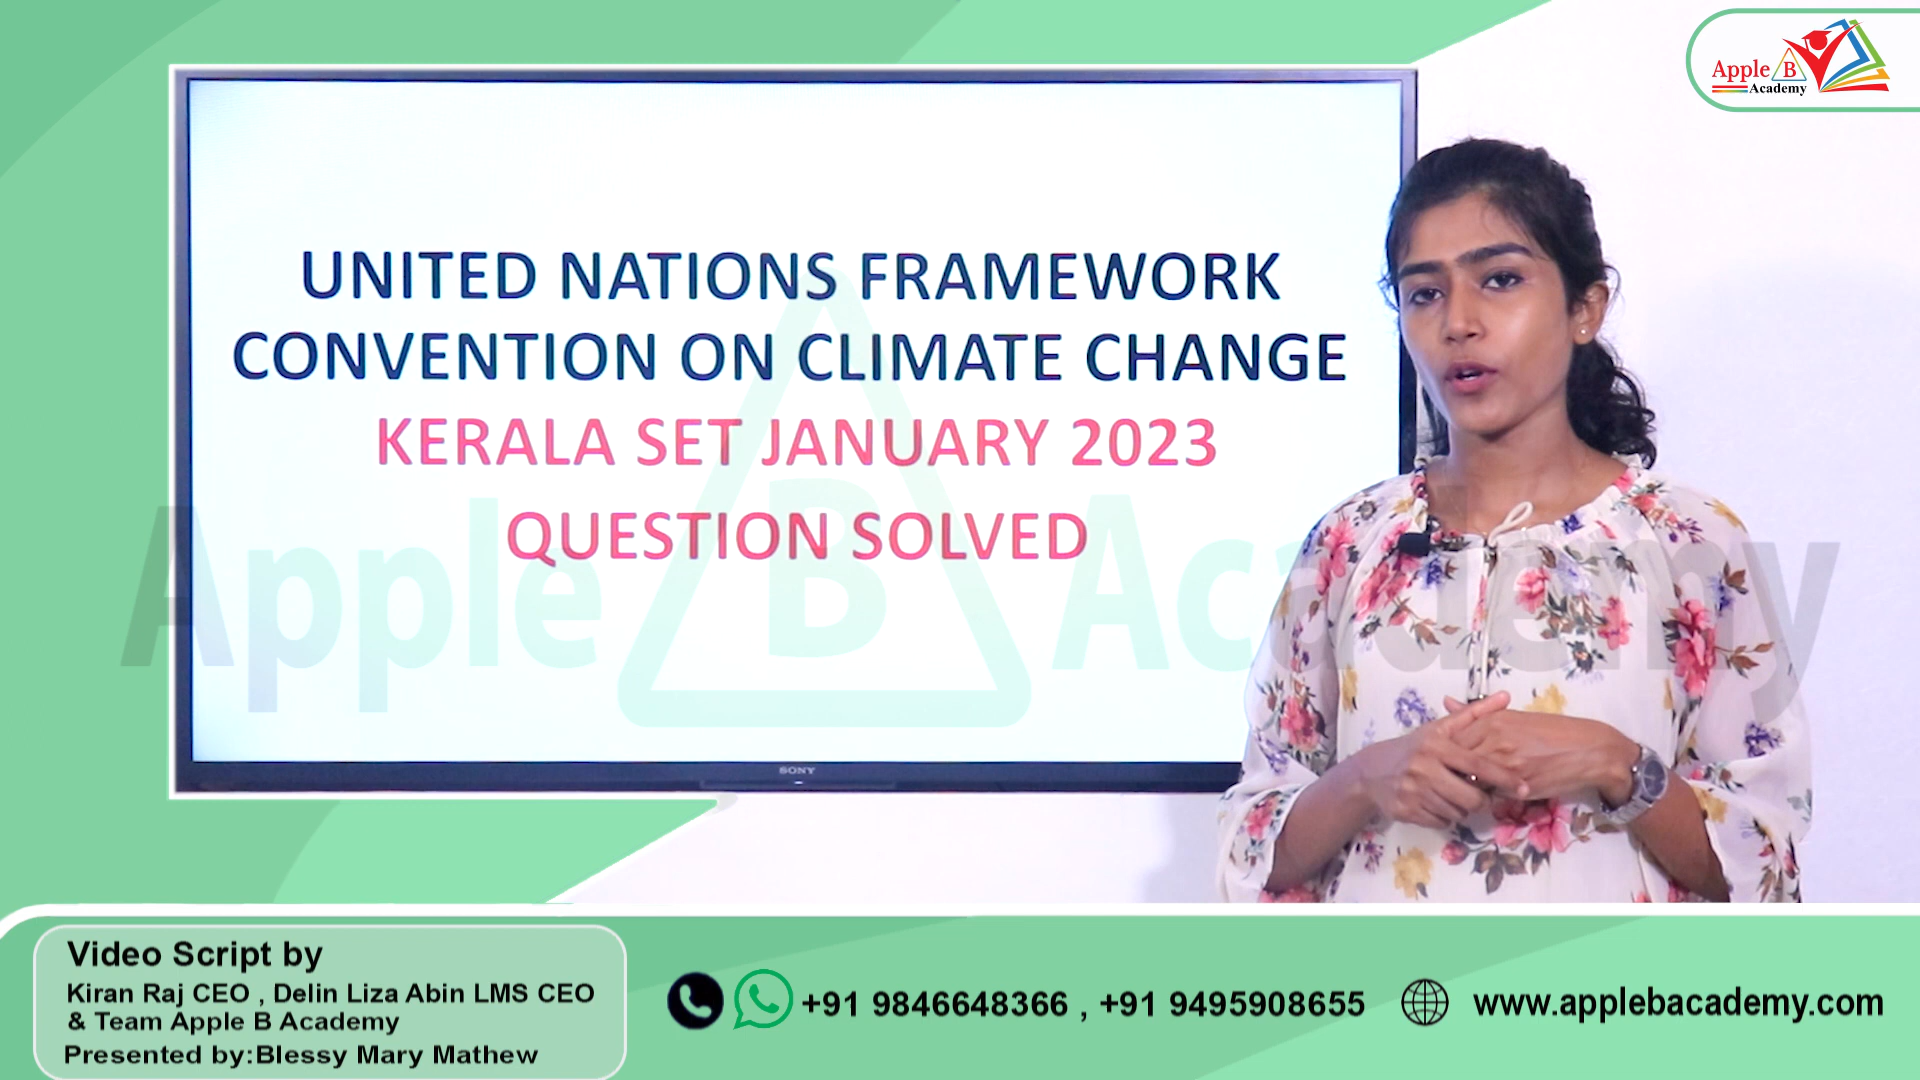 Apple B
Academy
UNITED NATIONS FRAMEWORK
CONVENTION ON CLIMATE CHANGE
KERALA SET JANUARY 2023
QUESTION SOLVED
Apple B Academy
SONY
Video Script by
Kiran Raj CEO , Delin Liza Abin LMS CEO
& Team Apple B Academy
Presented by:Blessy Mary Mathew
+91 9846648366 , +91 9495908655
www.applebacademy.com